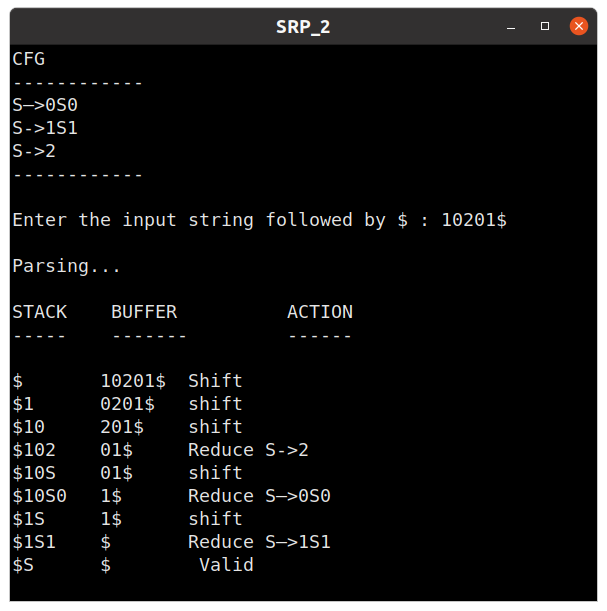 SRP_2
CFG
------------
S—>0S0
S->1S1
S->2
------------
Enter the input string followed by $ : 10201$
Parsing...
STACK    BUFFER          ACTION
-----    -------         ------
$       10201$  Shift
$1      0201$   shift
$10     201$    shift
$102    01$     Reduce S->2
$10S    01$     shift
$10S0   1$      Reduce S—>0S0
$1S     1$      shift
$1S1    $       Reduce S—>1S1
$S      $        Valid